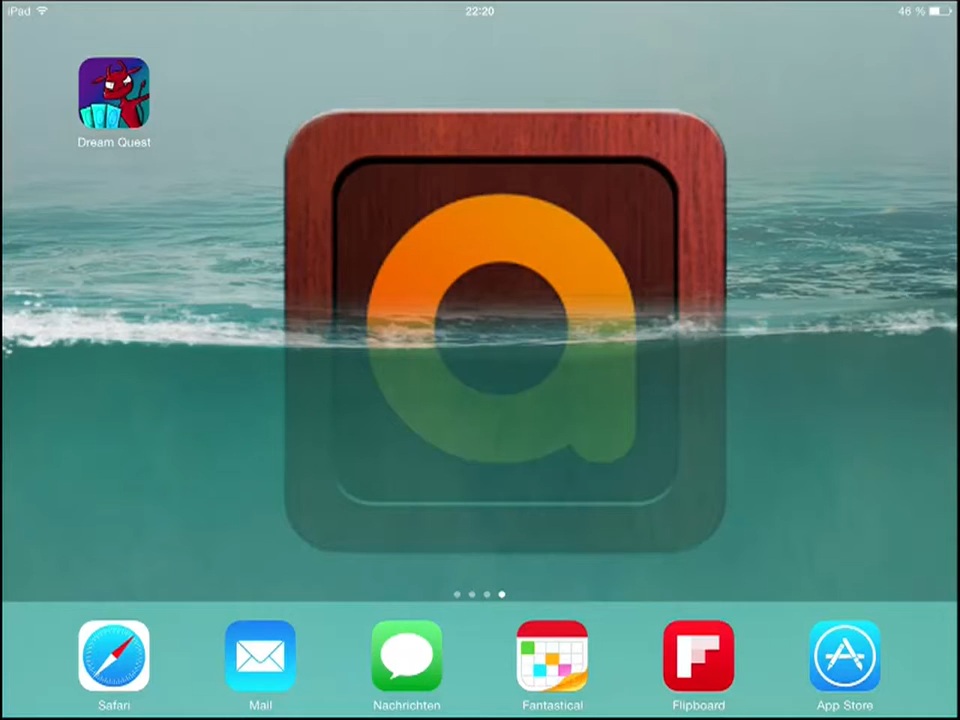 iPad 22:20 46 %
Dream Quest
a
Safari Mail Nachrichten Fantastical Flipboard App Store